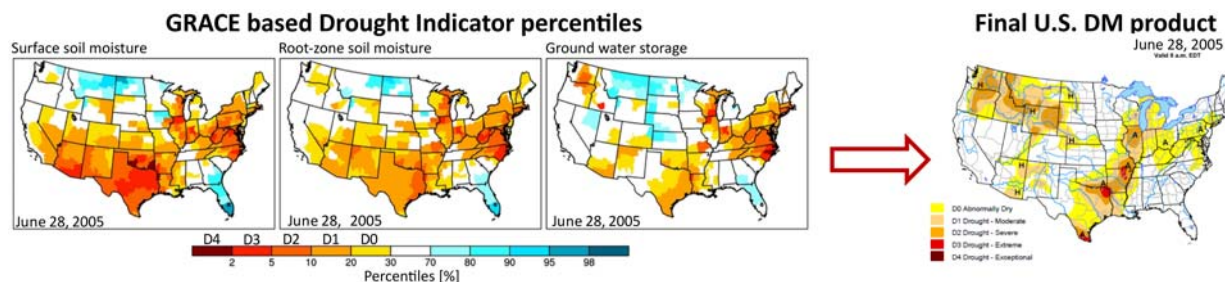 GRACE based Drought Indicator percentiles
Surface soil moisture
Root-zone soil moisture
Ground water storage
June 28, 2005
June 28, 2005
June 28, 2005
D4 D3 D2 D1 D0
2 5 10 20 30 70 80 90 95 98
Percentiles [%]
Final U.S. DM product
June 28, 2005
Valid 8 a.m. EDT
H
H
H
H
H
H
A
A
A
A
A
A
D0 Abnormally Dry
D1 Drought - Moderate
D2 Drought - Severe
D3 Drought - Extreme
D4 Drought - Exceptional